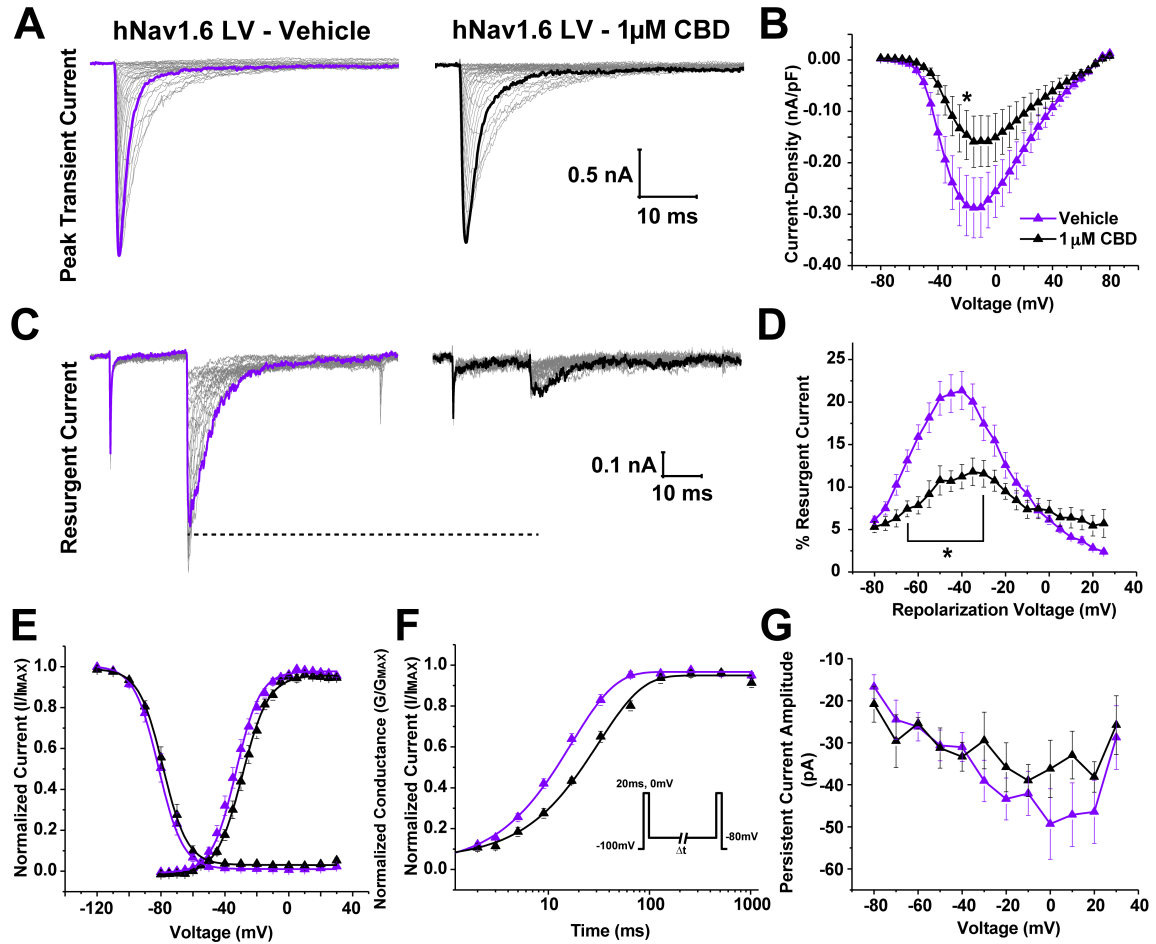 A
hNav1.6 LV - Vehicle
hNav1.6 LV - 1µM CBD
Peak Transient Current
0.5 nA
10 ms
B
0.00
-0.10
-0.20
-0.30
-0.40
Current-Density (nA/pF)
*
Vehicle
1µM CBD
-80 -40 0 40 80
Voltage (mV)
C
Resurgent Current
0.1 nA
10 ms
D
25
20
15
10
5
0
% Resurgent Current
*
-80 -60 -40 -20 0 20 40
Repolarization Voltage (mV)
E
Normalized Current (I/IMAX)
1.0
0.8
0.6
0.4
0.2
0.0
-120 -80 -40 0 40
Voltage (mV)
Normalized Conductance (G/GMAX)
F
Normalized Current (I/IMAX)
1.0
0.8
0.6
0.4
0.2
0.0
20ms, 0mV
-100mV
Δt
-80mV
10 100 1000
Time (ms)
G
Persistent Current Amplitude
(pA)
-10
-20
-30
-40
-50
-60
-80 -60 -40 -20 0 20 40
Voltage (mV)